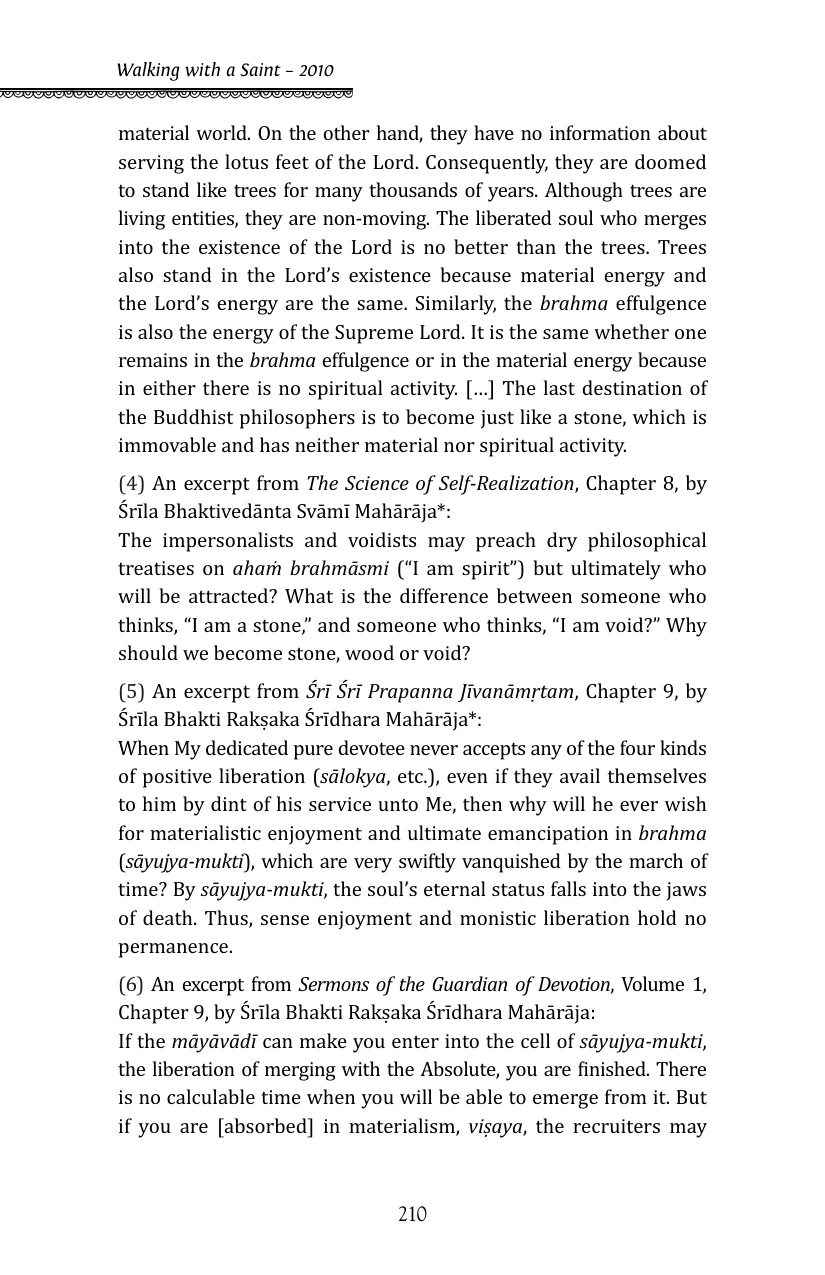 Walking with a Saint – 2010
material world. On the other hand, they have no information about
serving the lotus feet of the Lord. Consequently, they are doomed
to stand like trees for many thousands of years. Although trees are
living entities, they are non-moving. The liberated soul who merges
into the existence of the Lord is no better than the trees. Trees
also stand in the Lord’s existence because material energy and
the Lord’s energy are the same. Similarly, the brahma effulgence
is also the energy of the Supreme Lord. It is the same whether one
remains in the brahma effulgence or in the material energy because
in either there is no spiritual activity. […] The last destination of
the Buddhist philosophers is to become just like a stone, which is
immovable and has neither material nor spiritual activity.
(4) An excerpt from The Science of Self-Realization, Chapter 8, by
Śrīla Bhaktivedānta Svāmī Mahārāja*:
The impersonalists and voidists may preach dry philosophical
treatises on ahaṁ brahmāsmi (“I am spirit”) but ultimately who
will be attracted? What is the difference between someone who
thinks, “I am a stone,” and someone who thinks, “I am void?” Why
should we become stone, wood or void?
(5) An excerpt from Śrī Śrī Prapanna Jīvanāmṛtam, Chapter 9, by
Śrīla Bhakti Rakṣaka Śrīdhara Mahārāja*:
When My dedicated pure devotee never accepts any of the four kinds
of positive liberation (sālokya, etc.), even if they avail themselves
to him by dint of his service unto Me, then why will he ever wish
for materialistic enjoyment and ultimate emancipation in brahma
(sāyujya-mukti), which are very swiftly vanquished by the march of
time? By sāyujya-mukti, the soul’s eternal status falls into the jaws
of death. Thus, sense enjoyment and monistic liberation hold no
permanence.
(6) An excerpt from Sermons of the Guardian of Devotion, Volume 1,
Chapter 9, by Śrīla Bhakti Rakṣaka Śrīdhara Mahārāja:
If the māyāvādī can make you enter into the cell of sāyujya-mukti,
the liberation of merging with the Absolute, you are finished. There
is no calculable time when you will be able to emerge from it. But
if you are [absorbed] in materialism, viṣaya, the recruiters may
210